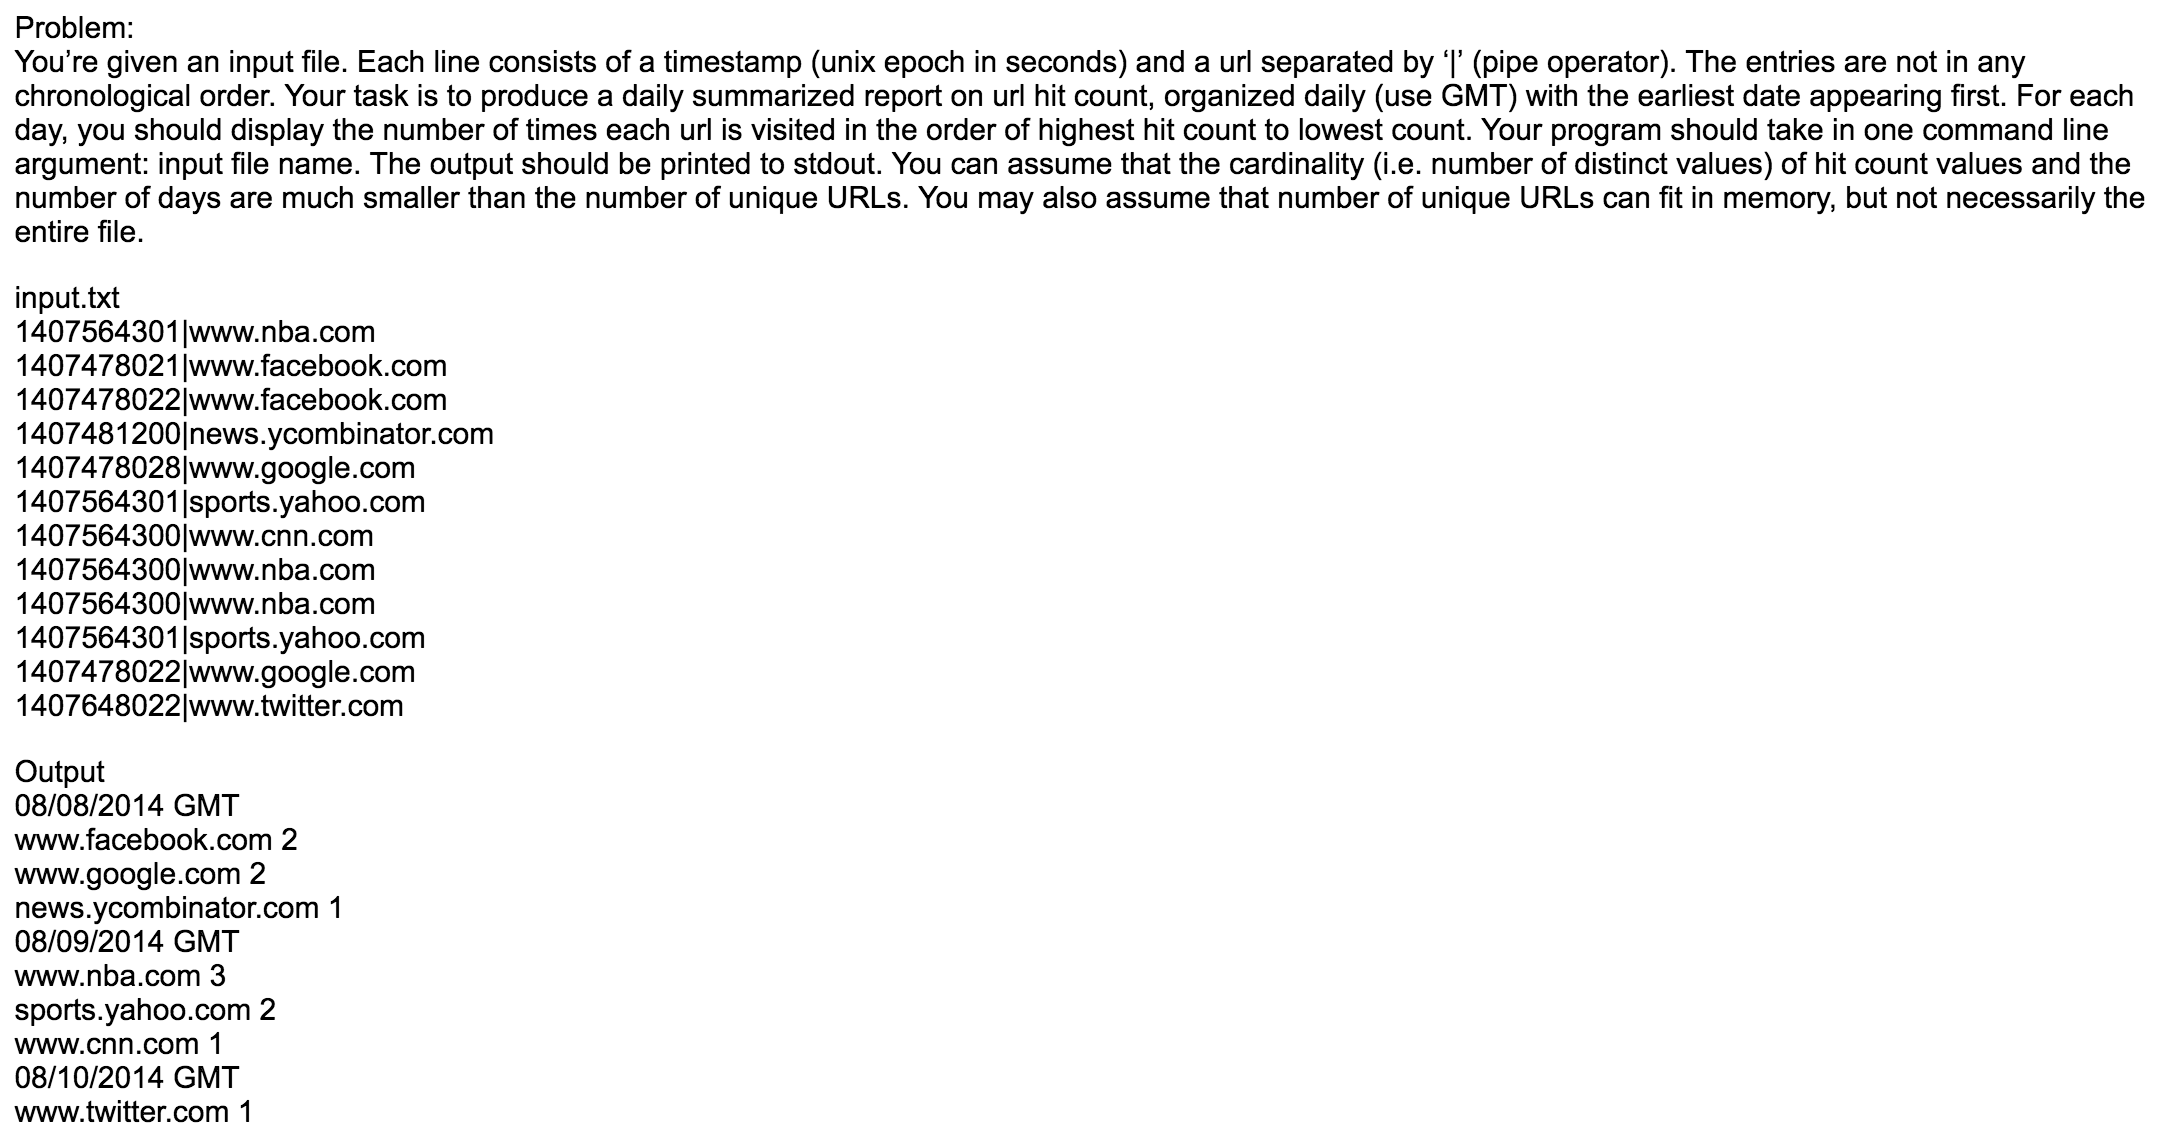 Problem:
You’re given an input file. Each line consists of a timestamp (unix epoch in seconds) and a url separated by ‘|’ (pipe operator). The entries are not in any
chronological order. Your task is to produce a daily summarized report on url hit count, organized daily (use GMT) with the earliest date appearing first. For each
day, you should display the number of times each url is visited in the order of highest hit count to lowest count. Your program should take in one command line
argument: input file name. The output should be printed to stdout. You can assume that the cardinality (i.e. number of distinct values) of hit count values and the
number of days are much smaller than the number of unique URLs. You may also assume that number of unique URLs can fit in memory, but not necessarily the
entire file.
input.txt
1407564301|www.nba.com
1407478021|www.facebook.com
1407478022|www.facebook.com
1407481200|news.ycombinator.com
1407478028|www.google.com
1407564301|sports.yahoo.com
1407564300|www.cnn.com
1407564300|www.nba.com
1407564300|www.nba.com
1407564301|sports.yahoo.com
1407478022|www.google.com
1407648022|www.twitter.com
Output
08/08/2014 GMT
www.facebook.com 2
www.google.com 2
news.ycombinator.com 1
08/09/2014 GMT
www.nba.com 3
sports.yahoo.com 2
www.cnn.com 1
08/10/2014 GMT
www.twitter.com 1